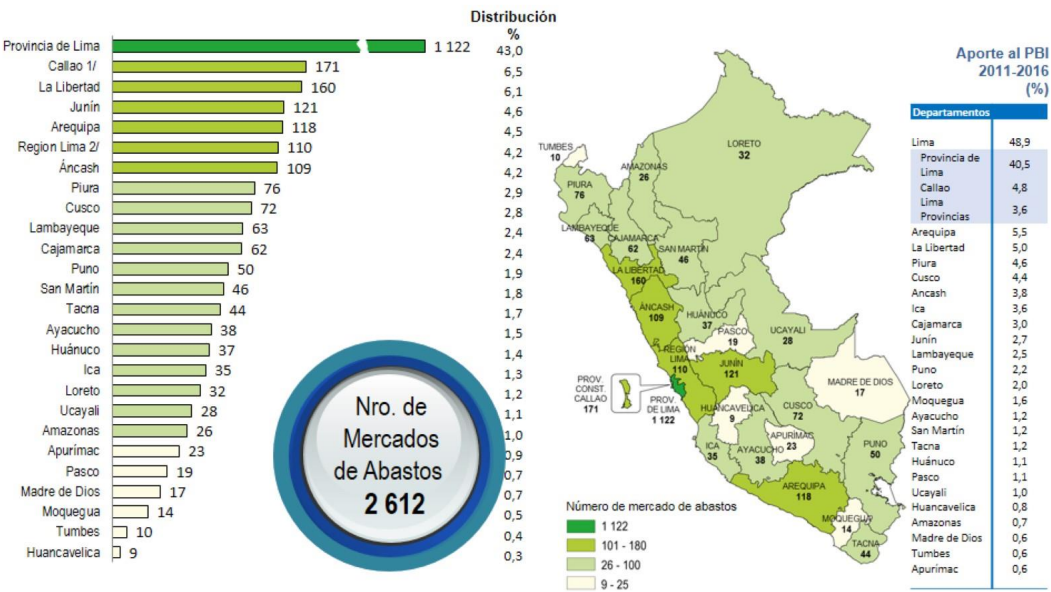 Distribución
%
Provincia de Lima 1 122 43,0
Callao 1/ 171 6,5
La Libertad 160 6,1
Junín 121 4,6
Arequipa 118 4,5
Region Lima 2/ 110 4,2
Áncash 109 4,2
Piura 76 2,9
Cusco 72 2,8
Lambayeque 63 2,4
Cajamarca 62 2,4
Puno 50 1,9
San Martín 46 1,8
Tacna 44 1,7
Ayacucho 38 1,5
Huánuco 37 1,4
Ica 35 1,3
Loreto 32 1,2
Ucayali 28 1,1
Amazonas 26 1,0
Apurímac 23 0,9
Pasco 19 0,7
Madre de Dios 17 0,7
Moquegua 14 0,5
Tumbes 10 0,4
Huancavelica 9 0,3
Nro. de
Mercados
de Abastos
2 612
TUMBES
10
PIURA
76
AMAZONAS
26
LORETO
32
LAMBAYEQUE
63
CAJAMARCA
62
SAN MARTÍN
46
LA LIBERTAD
160
ÁNCASH
109
HUÁNUCO
37
UCAYALI
28
PASCO
19
REGIÓN
LIMA
110
JUNÍN
121
PROV.
CONST.
CALLAO
171
PROV.
DE LIMA
1 122
MADRE DE DIOS
17
HUANCAVELICA
9
CUSCO
72
APURÍMAC
23
ICA
35
AYACUCHO
38
PUNO
50
AREQUIPA
118
MOQUEGUA
14
TACNA
44
Número de mercado de abastos
1 122
101 - 180
26 - 100
9 - 25
Aporte al PBI
2011-2016
(%)
Departamentos
Lima 48,9
Provincia de
Lima 40,5
Callao 4,8
Lima
Provincias 3,6
Arequipa 5,5
La Libertad 5,0
Piura 4,6
Cusco 4,4
Ancash 3,8
Ica 3,6
Cajamarca 3,0
Junín 2,7
Lambayeque 2,5
Puno 2,2
Loreto 2,0
Moquegua 1,6
Ayacucho 1,2
San Martín 1,2
Tacna 1,2
Huánuco 1,1
Pasco 1,1
Ucayali 1,0
Huancavelica 0,8
Amazonas 0,7
Madre de Dios 0,6
Tumbes 0,6
Apurímac 0,6